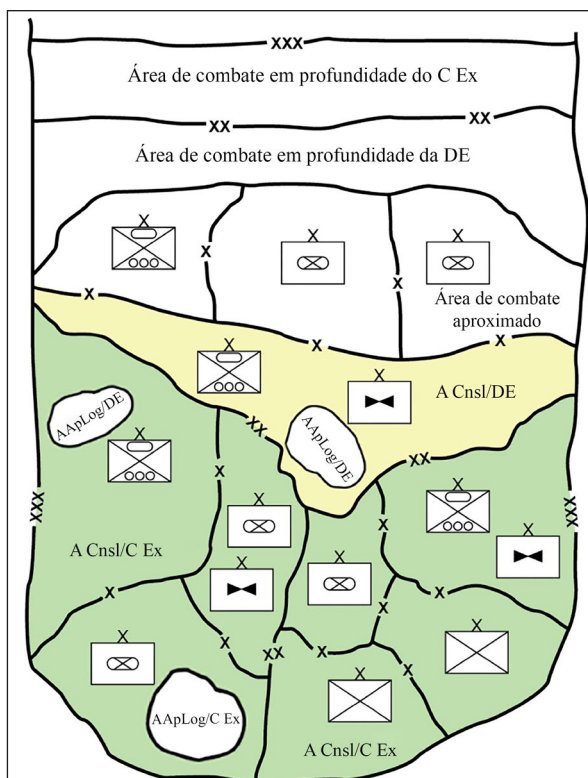 XXX
Área de combate em profundidade do C Ex
XX XX
Área de combate em profundidade da DE
X X X
X X
Área de combate
aproximado
X X X
X X
A Cnsl/DE
AApLog/DE
AApLog/DE
X
XX XX
X X X
XXX XXX
X X
A Cnsl/C Ex
X X
X X X
X X
X X
X XX X X
AApLog/C Ex
X
A Cnsl/C Ex